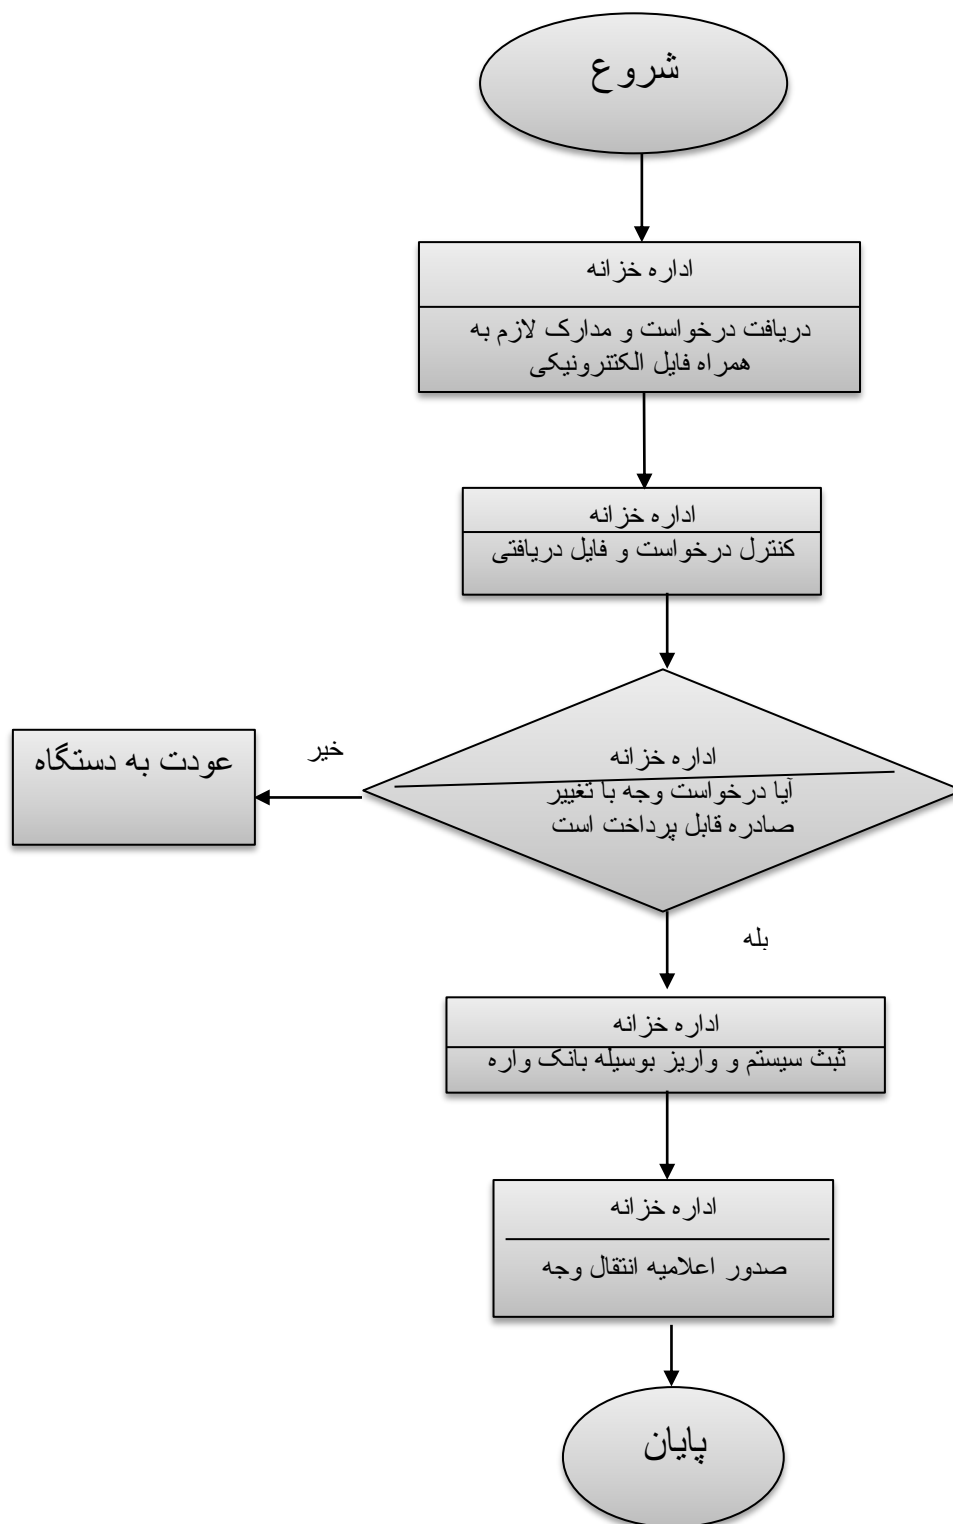 شروع
اداره خزانه
دریافت درخواست و مدارک لازم به
همراه فایل الکتترونیکی
اداره خزانه
کنترل درخواست و فایل دریافتی
اداره خزانه
آیا درخواست وجه با تغییر
صادره قابل پرداخت است
خیر
عودت به دستگاه
بله
اداره خزانه
ثبث سیستم و واریز بوسیله بانک واره
اداره خزانه
صدور اعلامیه انتقال وجه
پایان